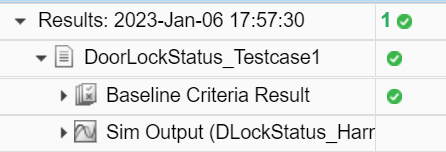 Results: 2023-Jan-06 17:57:30 1
DoorLockStatus_Testcase1
Baseline Criteria Result
Sim Output (DLockStatus_Harr